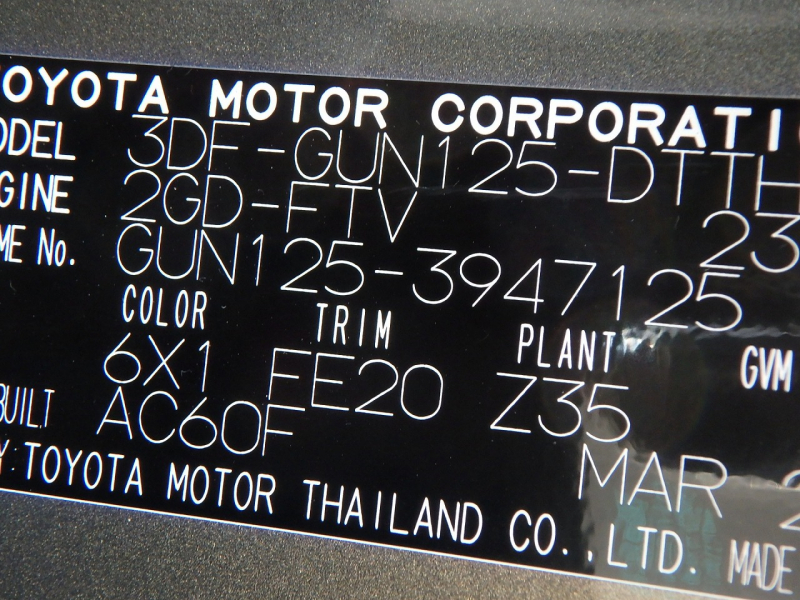 TOYOTA MOTOR CORPORATI
ODEL 3DF-GUN125-DTTH
GINE 2GD-FTV 23
ME No. GUN125-3947125
COLOR TRIM PLANT GVM
6X1 FE20 Z35
BUILT AC60F MAR 2
Y TOYOTA MOTOR THAILAND CO.,LTD. MADE